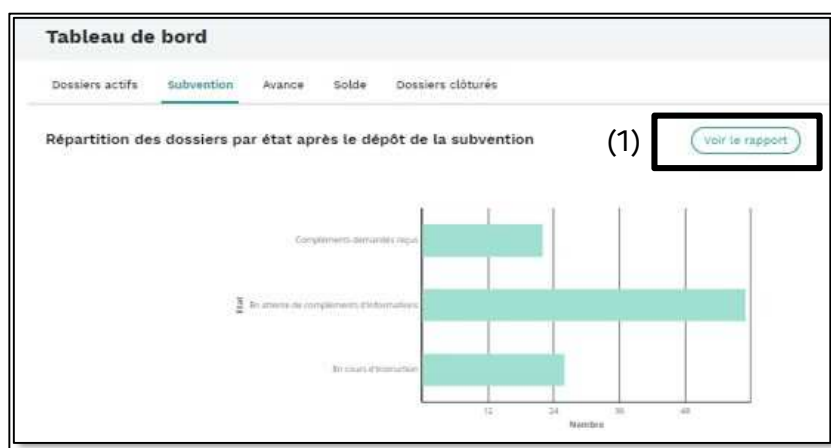 Tableau de bord
Dossiers actifs Subvention Avance Solde Dossiers clôturés
Répartition des dossiers par état après le dépôt de la subvention
(1)
Voir le rapport
Compléments demandés reçus
Etat
En attente de compléments d'informations
En cours d'instruction
12 24 36 48
Nombre